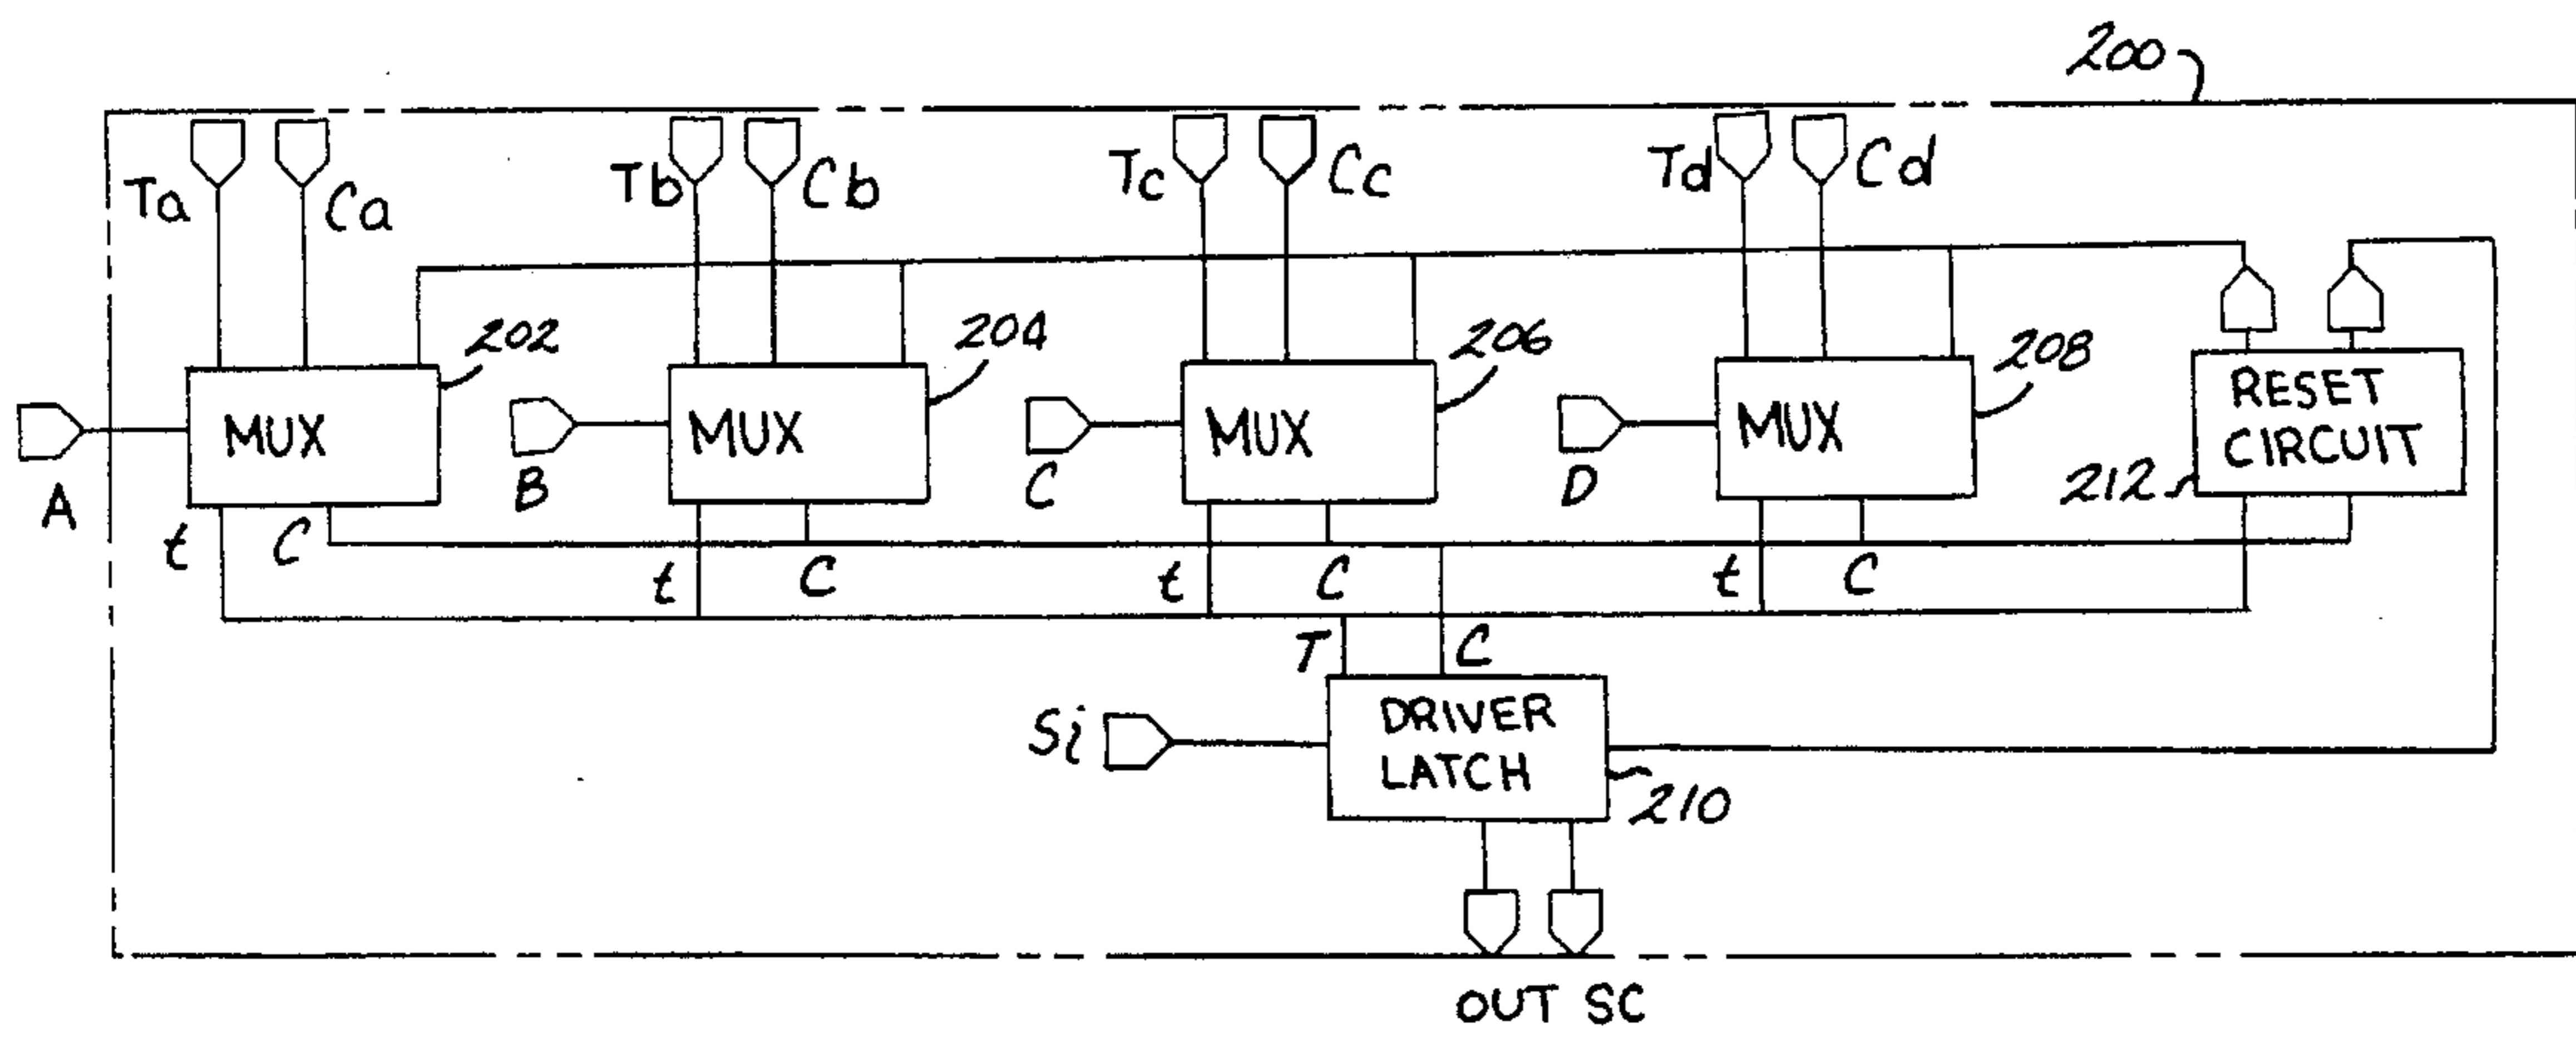 200
Ta Ca Tb Cb Tc Cc Td Cd
202 204 206 208
MUX MUX MUX MUX RESET
CIRCUIT
A B C D 212
t C t C t C t C
T C
Si DRIVER
LATCH
210
OUT SC